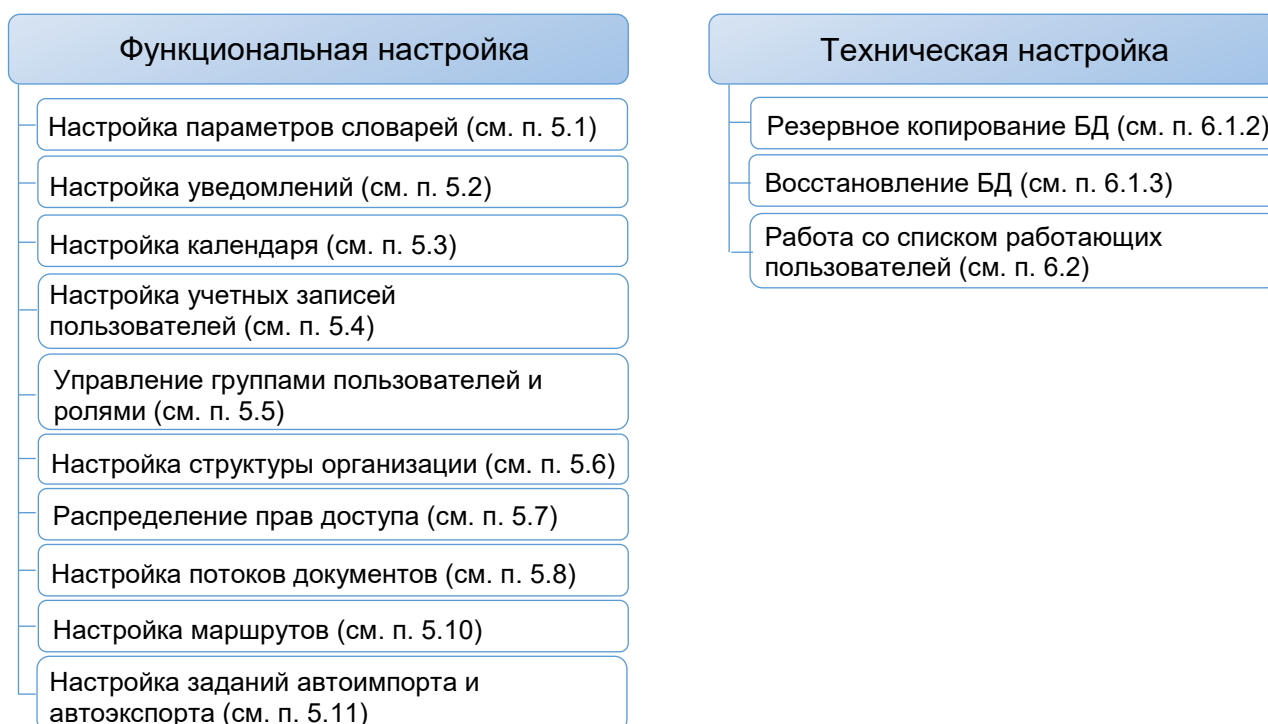 Функциональная настройка
Настройка параметров словарей (см. п. 5.1)
Настройка уведомлений (см. п. 5.2)
Настройка календаря (см. п. 5.3)
Настройка учетных записей
пользователей (см. п. 5.4)
Управление группами пользователей и
ролями (см. п. 5.5)
Настройка структуры организации (см. п. 5.6)
Распределение прав доступа (см. п. 5.7)
Настройка потоков документов (см. п. 5.8)
Настройка маршрутов (см. п. 5.10)
Настройка заданий автоимпорта и
автоэкспорта (см. п. 5.11)
Техническая настройка
Резервное копирование БД (см. п. 6.1.2)
Восстановление БД (см. п. 6.1.3)
Работа со списком работающих
пользователей (см. п. 6.2)